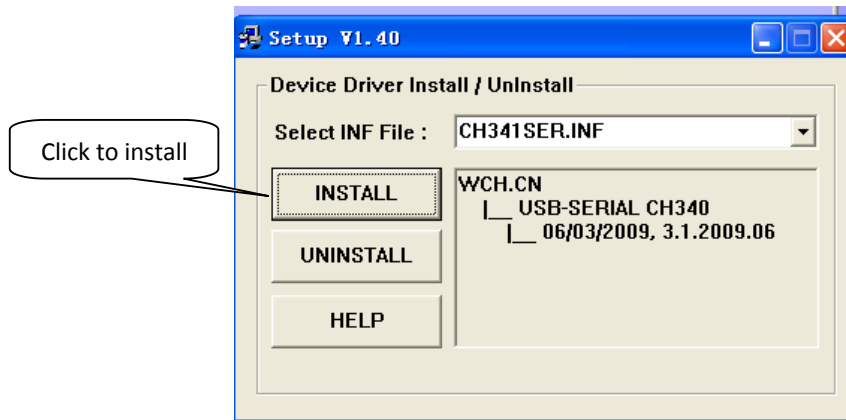 Setup V1.40
Device Driver Install / UnInstall
Select INF File : CH341SER.INF
Click to install
INSTALL
WCH.CN
|__ USB-SERIAL CH340
|__ 06/03/2009, 3.1.2009.06
UNINSTALL
HELP